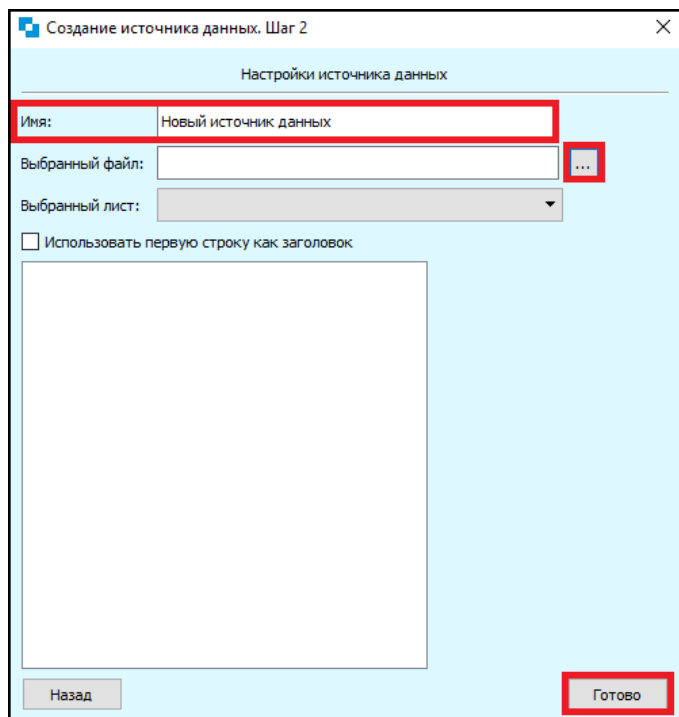 Создание источника данных. Шаг 2
Настройки источника данных
Имя: Новый источник данных
Выбранный файл: ...
Выбранный лист:
Использовать первую строку как заголовок
Назад Готово